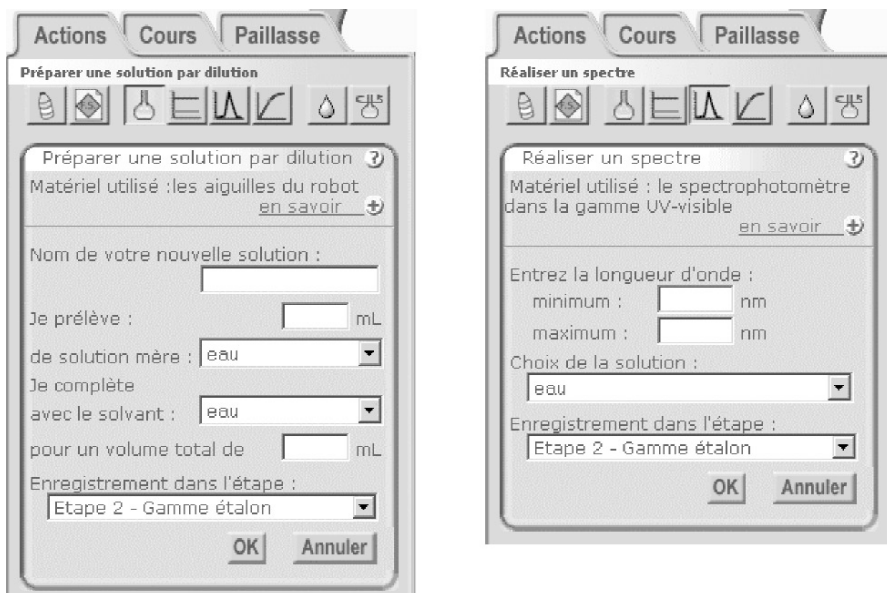 Actions Cours Paillasse
Préparer une solution par dilution
F.S.
Préparer une solution par dilution ?
Matériel utilisé :les aiguilles du robot
en savoir +
Nom de votre nouvelle solution :
Je prélève : mL
de solution mère : eau
Je complète
avec le solvant : eau
pour un volume total de mL
Enregistrement dans l'étape :
Etape 2 - Gamme étalon
OK Annuler
Actions Cours Paillasse
Réaliser un spectre
F.S.
Réaliser un spectre ?
Matériel utilisé : le spectrophotomètre
dans la gamme UV-visible
en savoir +
Entrez la longueur d'onde :
minimum : nm
maximum : nm
Choix de la solution :
eau
Enregistrement dans l'étape :
Etape 2 - Gamme étalon
OK Annuler